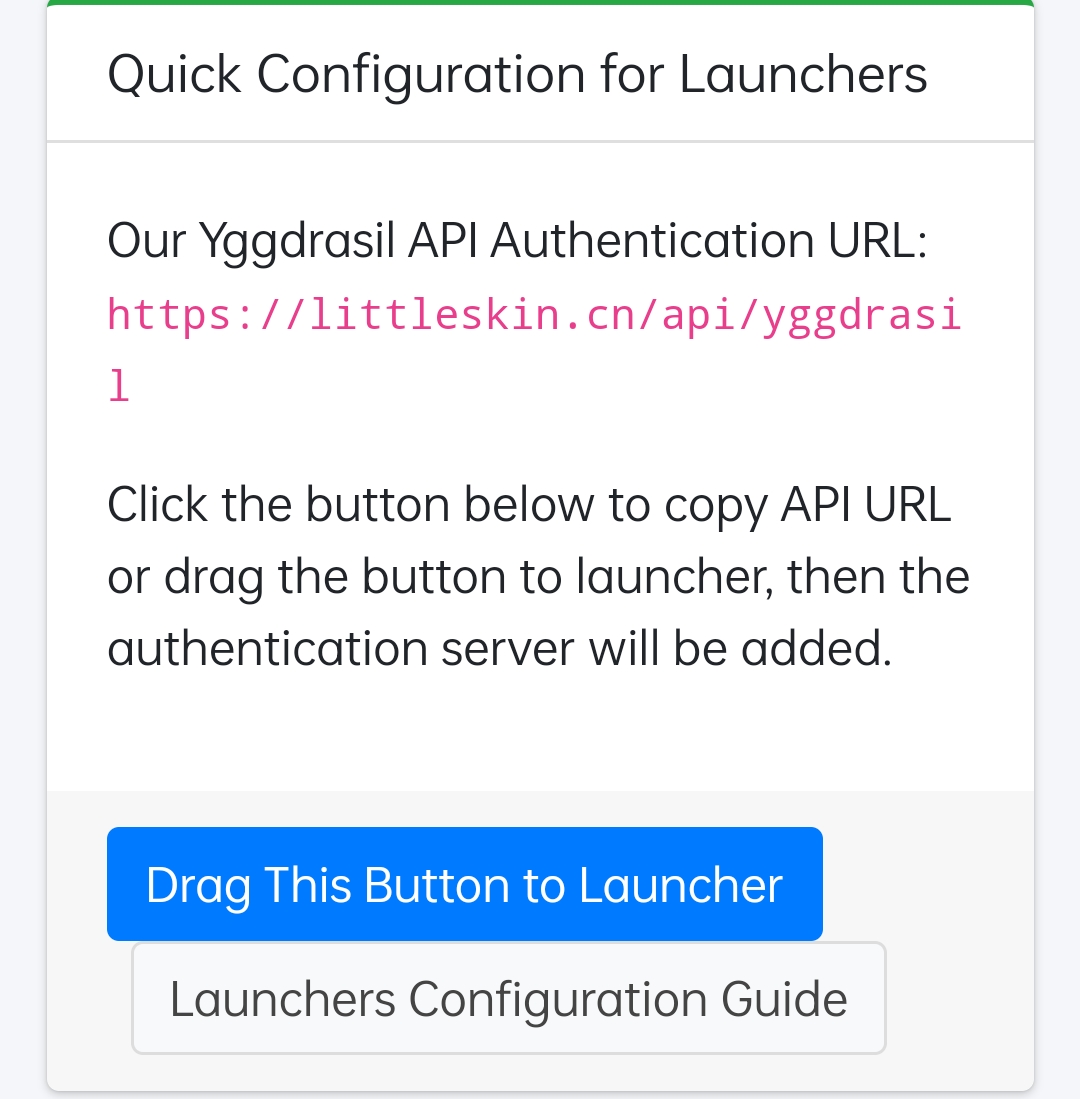 Quick Configuration for Launchers
Our Yggdrasil API Authentication URL:
https://littleskin.cn/api/yggdrasi
l
Click the button below to copy API URL
or drag the button to launcher, then the
authentication server will be added.
Drag This Button to Launcher
Launchers Configuration Guide